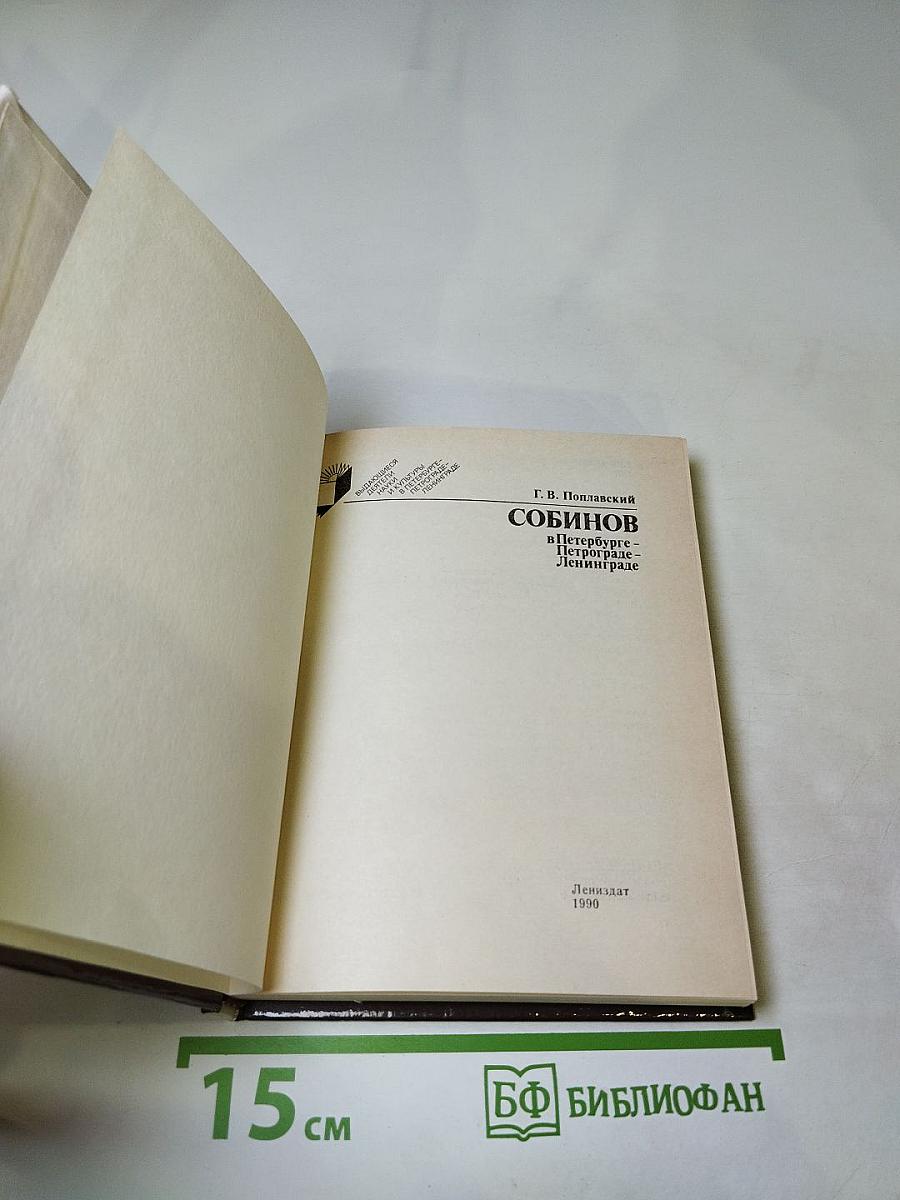 ВЫДАЮЩИЕСЯ
ДЕЯТЕЛИ
НАУКИ
И КУЛЬТУРЫ
В ПЕТЕРБУРГЕ–
ПЕТРОГРАДЕ–
ЛЕНИНГРАДЕ
Г. В. Поплавский
СОБИНОВ
в Петербурге –
Петрограде –
Ленинграде
Лениздат
1990
15 см
БФ БИБЛИОФАН